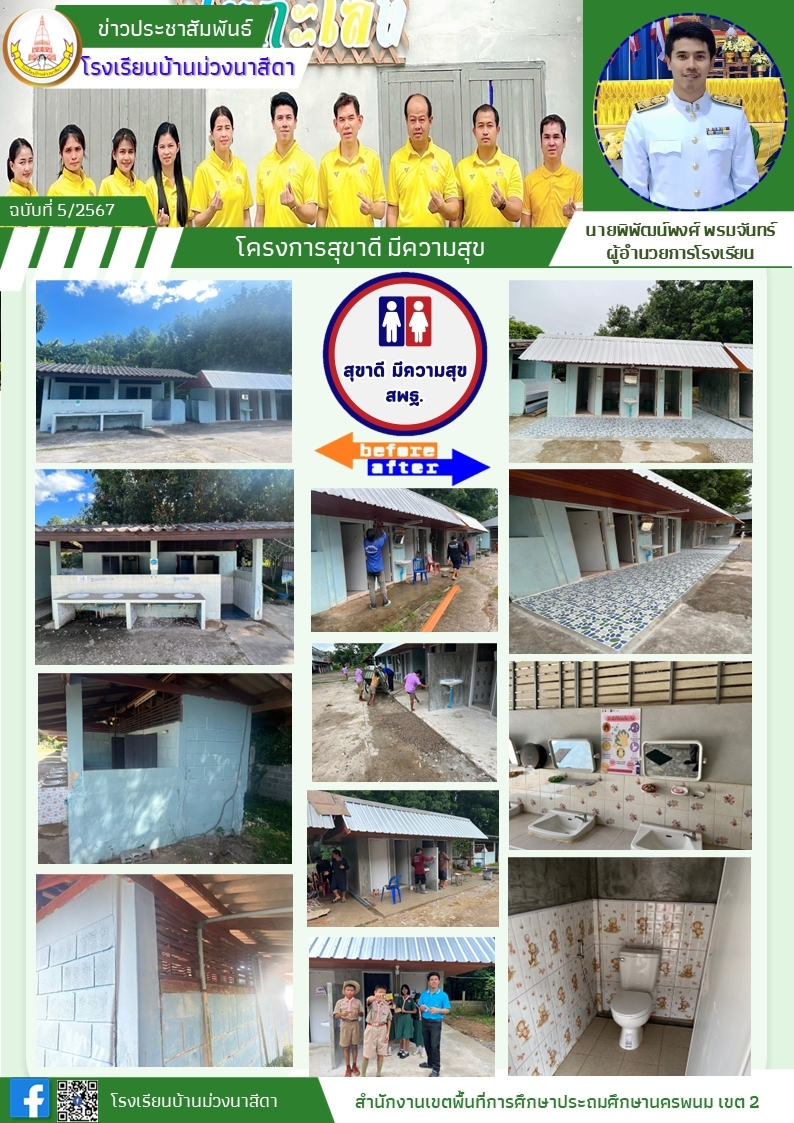 ข่าวประชาสัมพันธ์
โรงเรียนบ้านม่วงนาสีดา
ฉบับที่ 5/2567
โครงการสุขาดี มีความสุข
นายพิพัฒน์พงศ์ พรมจันทร์
ผู้อำนวยการโรงเรียน
สุขาดี มีความสุข
สพฐ.
before
after
โรงเรียนบ้านม่วงนาสีดา
สำนักงานเขตพื้นที่การศึกษาประถมศึกษานครพนม เขต 2